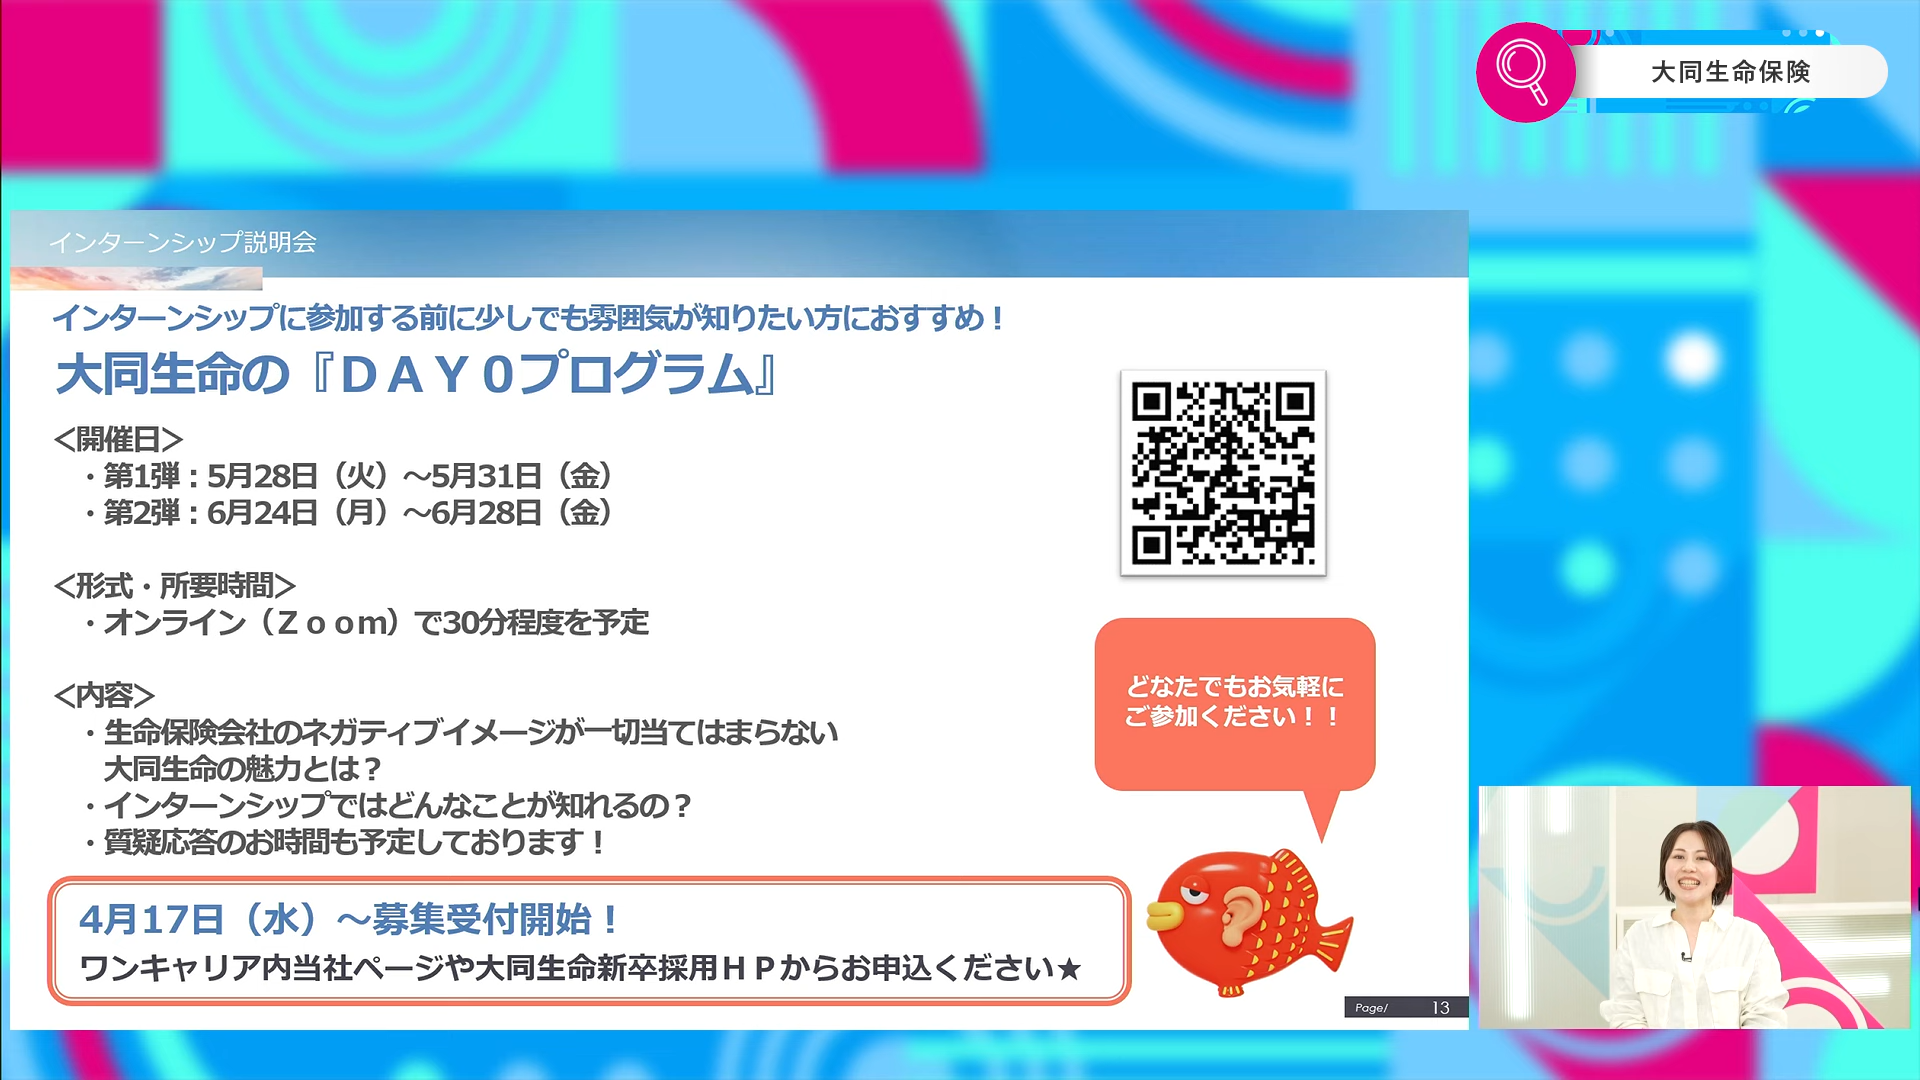 大同生命保険
インターンシップ説明会
インターンシップに参加する前に少しでも雰囲気が知りたい方におすすめ！
大同生命の『ＤＡＹ０プログラム』
＜開催日＞
・第1弾：5月28日（火）～5月31日（金）
・第2弾：6月24日（月）～6月28日（金）
＜形式・所要時間＞
・オンライン（Ｚｏｏｍ）で30分程度を予定
＜内容＞
・生命保険会社のネガティブイメージが一切当てはまらない
大同生命の魅力とは？
・インターンシップではどんなことが知れるの？
・質疑応答のお時間も予定しております！
どなたでもお気軽に
ご参加ください！！
4月17日（水）～募集受付開始！
ワンキャリア内当社ページや大同生命新卒採用ＨＰからお申込ください★
Page/ 13